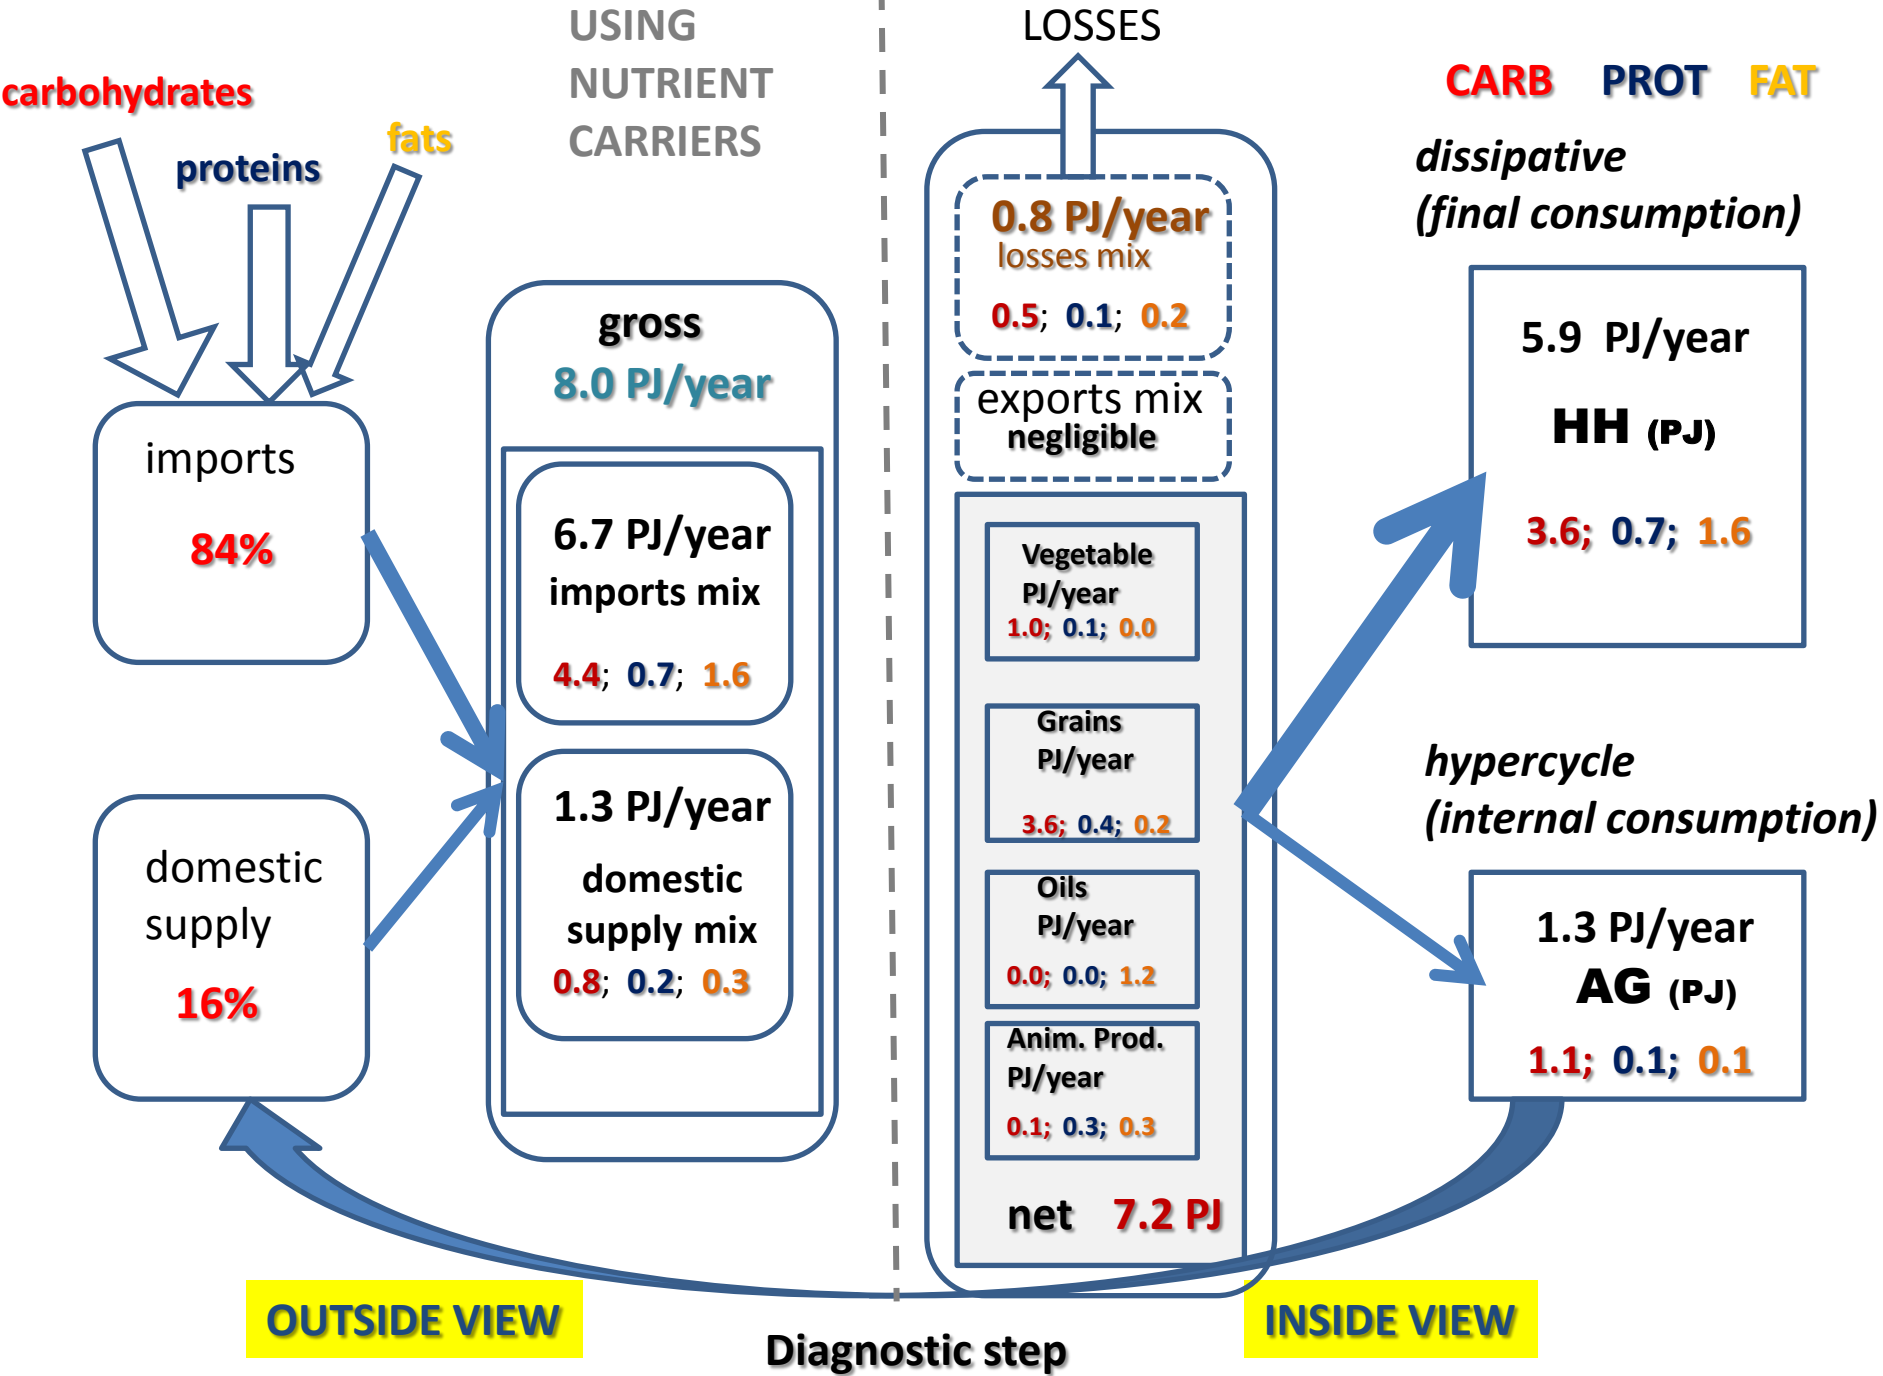 USING
NUTRIENT
CARRIERS
carbohydrates
proteins
fats
imports
84%
domestic
supply
16%
gross
8.0 PJ/year
6.7 PJ/year
imports mix
4.4; 0.7; 1.6
1.3 PJ/year
domestic
supply mix
0.8; 0.2; 0.3
LOSSES
0.8 PJ/year
losses mix
0.5; 0.1; 0.2
exports mix
negligible
Vegetable
PJ/year
1.0; 0.1; 0.0
Grains
PJ/year
3.6; 0.4; 0.2
Oils
PJ/year
0.0; 0.0; 1.2
Anim. Prod.
PJ/year
0.1; 0.3; 0.3
net 7.2 PJ
CARB PROT FAT
dissipative
(final consumption)
5.9 PJ/year
HH (PJ)
3.6; 0.7; 1.6
hypercycle
(internal consumption)
1.3 PJ/year
AG (PJ)
1.1; 0.1; 0.1
OUTSIDE VIEW
INSIDE VIEW
Diagnostic step